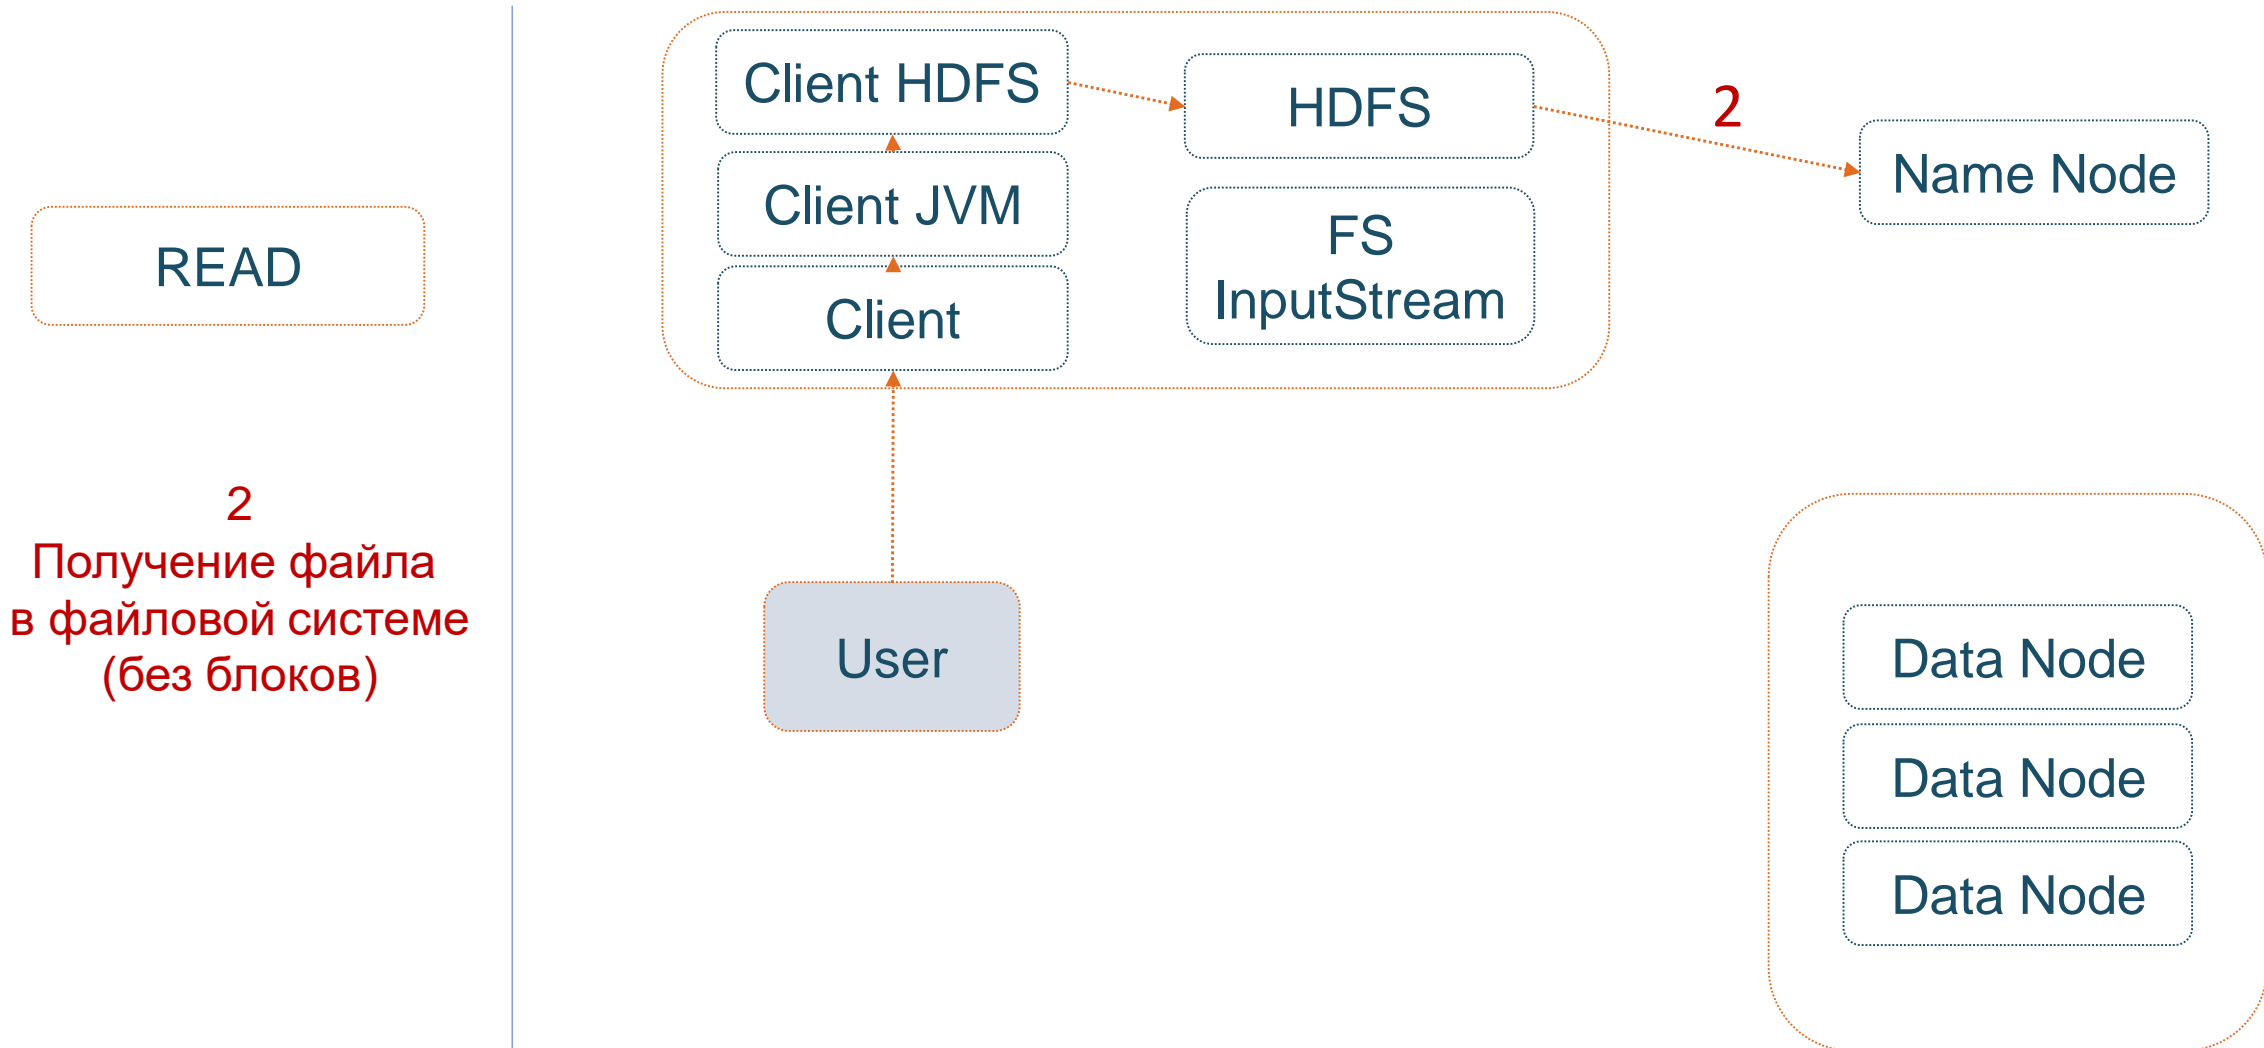 READ
2
Получение файла
в файловой системе
(без блоков)
Client HDFS
Client JVM
Client
HDFS
FS
InputStream
2
Name Node
User
Data Node
Data Node
Data Node